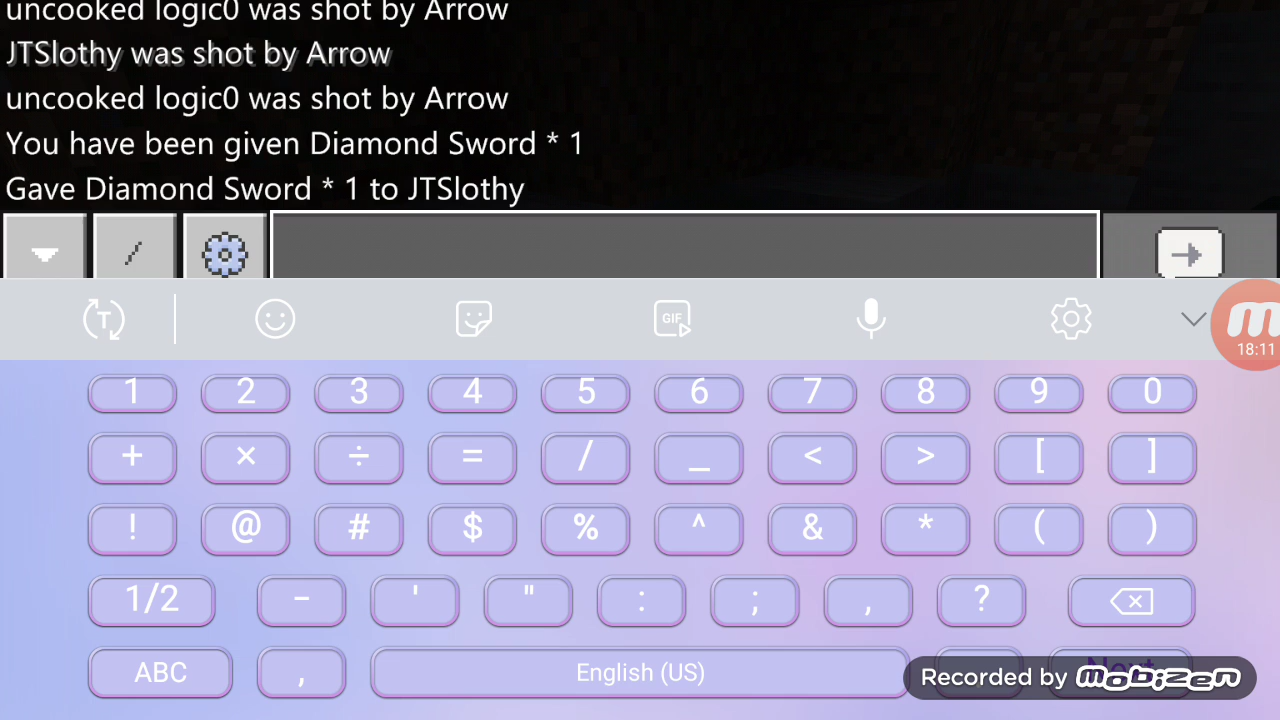 uncooked logic0 was shot by Arrow
JTSlothy was shot by Arrow
uncooked logic0 was shot by Arrow
You have been given Diamond Sword * 1
Gave Diamond Sword * 1 to JTSlothy
/
T GIF
m
18:11
1 2 3 4 5 6 7 8 9 0
+ × ÷ = / _ < > [ ]
! @ # $ % ^ & * ( )
1/2 - ' " : ; , ?
ABC , English (US) Next
Recorded by mobizen